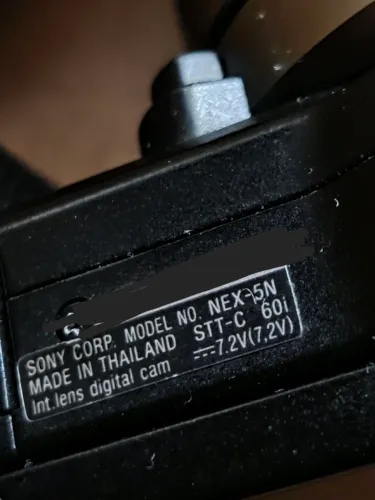 SONY CORP. MODEL NO. NEX-5N
MADE IN THAILAND STT-C 60i
Int.lens digital cam ⎓7.2V(7,2V)